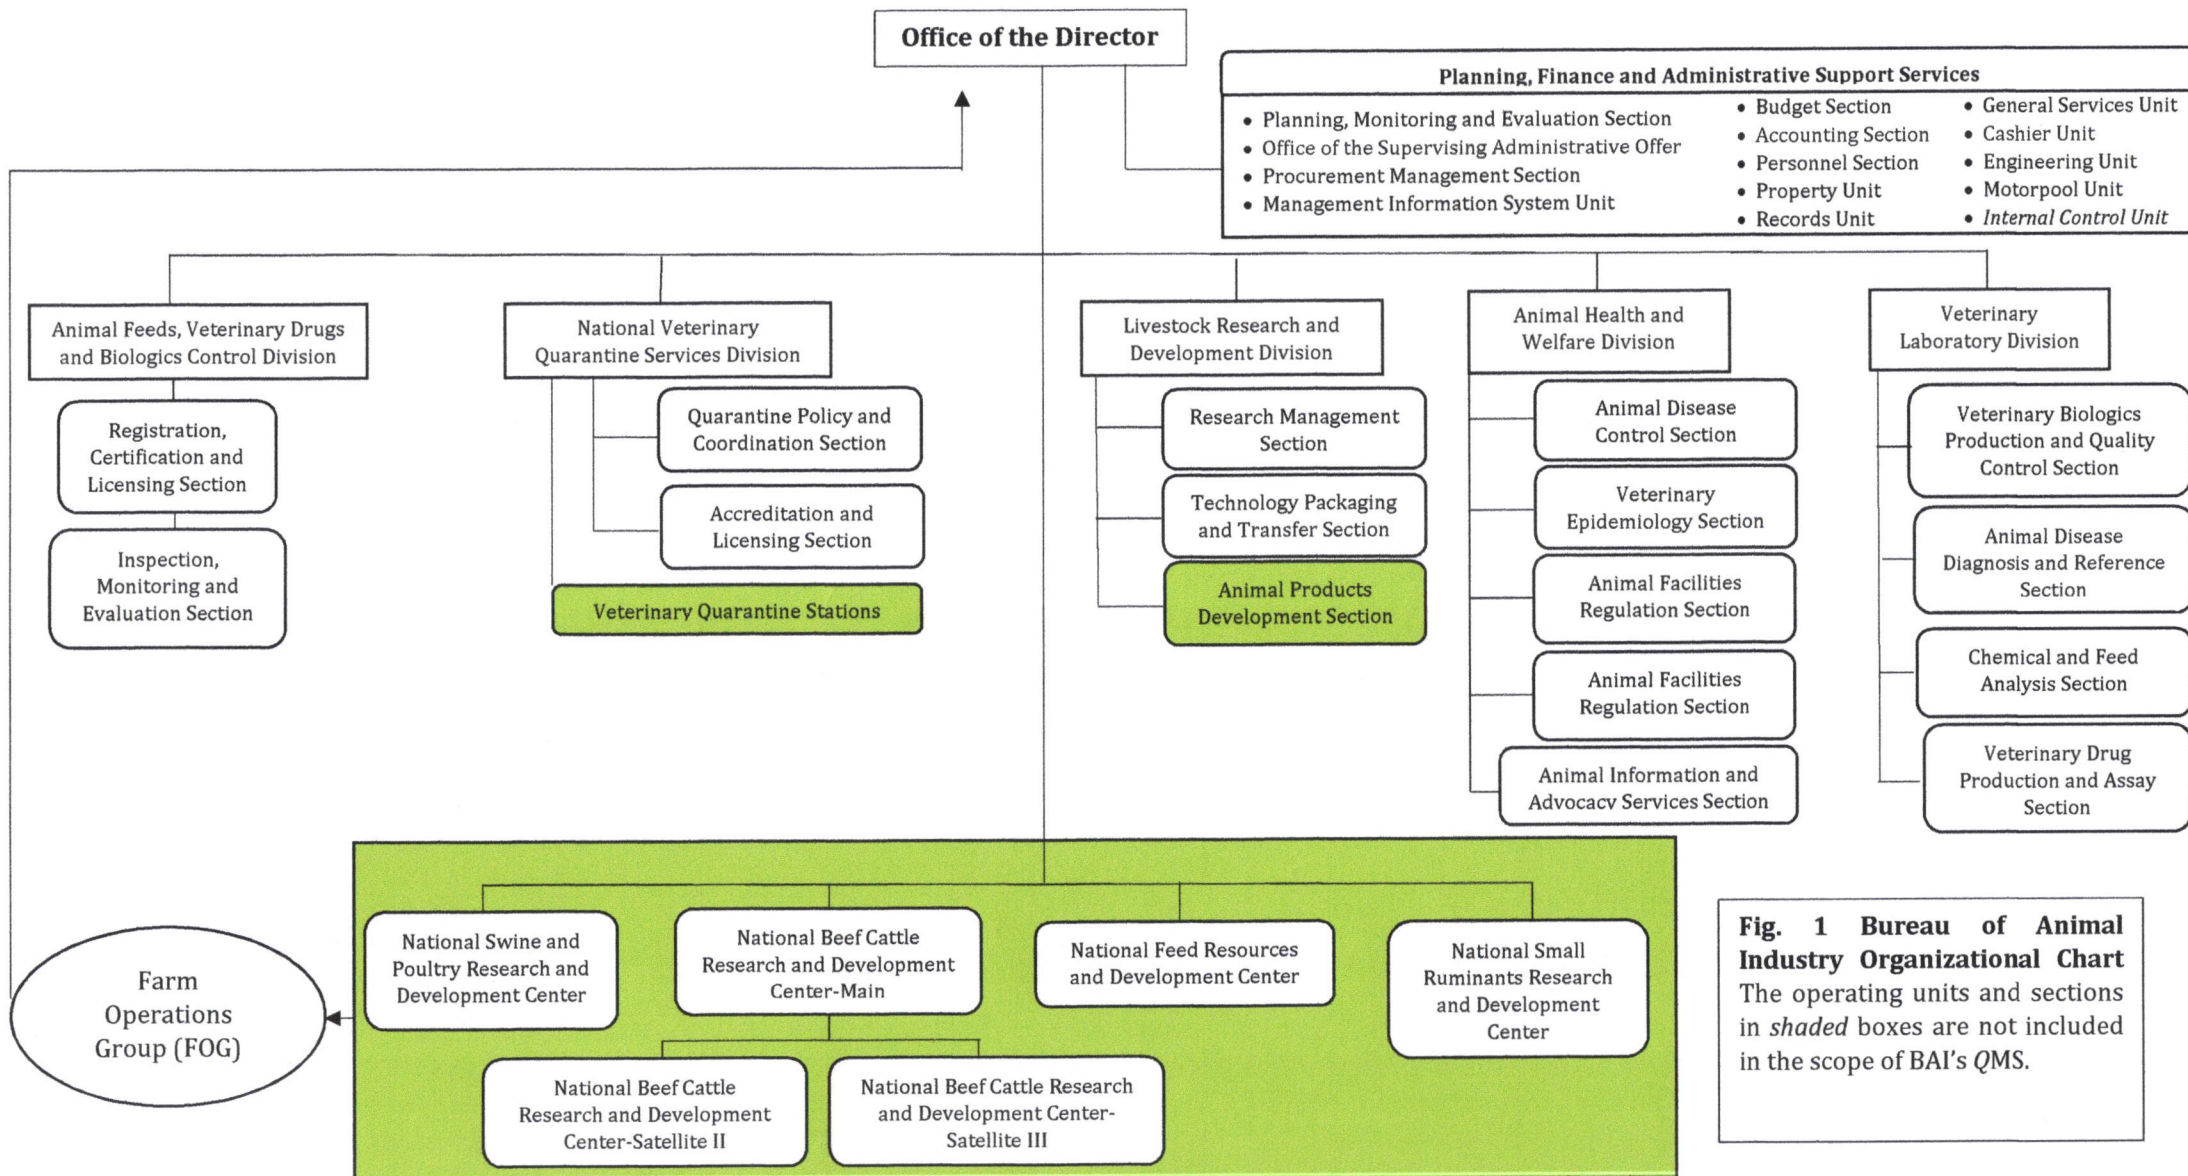 Office of the Director
Planning, Finance and Administrative Support Services
• Planning, Monitoring and Evaluation Section
• Office of the Supervising Administrative Offer
• Procurement Management Section
• Management Information System Unit
• Budget Section
• Accounting Section
• Personnel Section
• Property Unit
• Records Unit
• General Services Unit
• Cashier Unit
• Engineering Unit
• Motorpool Unit
• Internal Control Unit
Animal Feeds, Veterinary Drugs
and Biologics Control Division
Registration,
Certification and
Licensing Section
Inspection,
Monitoring and
Evaluation Section
National Veterinary
Quarantine Services Division
Quarantine Policy and
Coordination Section
Accreditation and
Licensing Section
Veterinary Quarantine Stations
Livestock Research and
Development Division
Research Management
Section
Technology Packaging
and Transfer Section
Animal Products
Development Section
Animal Health and
Welfare Division
Animal Disease
Control Section
Veterinary
Epidemiology Section
Animal Facilities
Regulation Section
Animal Facilities
Regulation Section
Animal Information and
Advocacy Services Section
Veterinary
Laboratory Division
Veterinary Biologics
Production and Quality
Control Section
Animal Disease
Diagnosis and Reference
Section
Chemical and Feed
Analysis Section
Veterinary Drug
Production and Assay
Section
Farm
Operations
Group (FOG)
National Swine and
Poultry Research and
Development Center
National Beef Cattle
Research and Development
Center-Main
National Feed Resources
and Development Center
National Small
Ruminants Research
and Development
Center
National Beef Cattle
Research and Development
Center-Satellite II
National Beef Cattle Research
and Development Center-
Satellite III
Fig. 1 Bureau of Animal
Industry Organizational Chart
The operating units and sections
in shaded boxes are not included
in the scope of BAI's QMS.